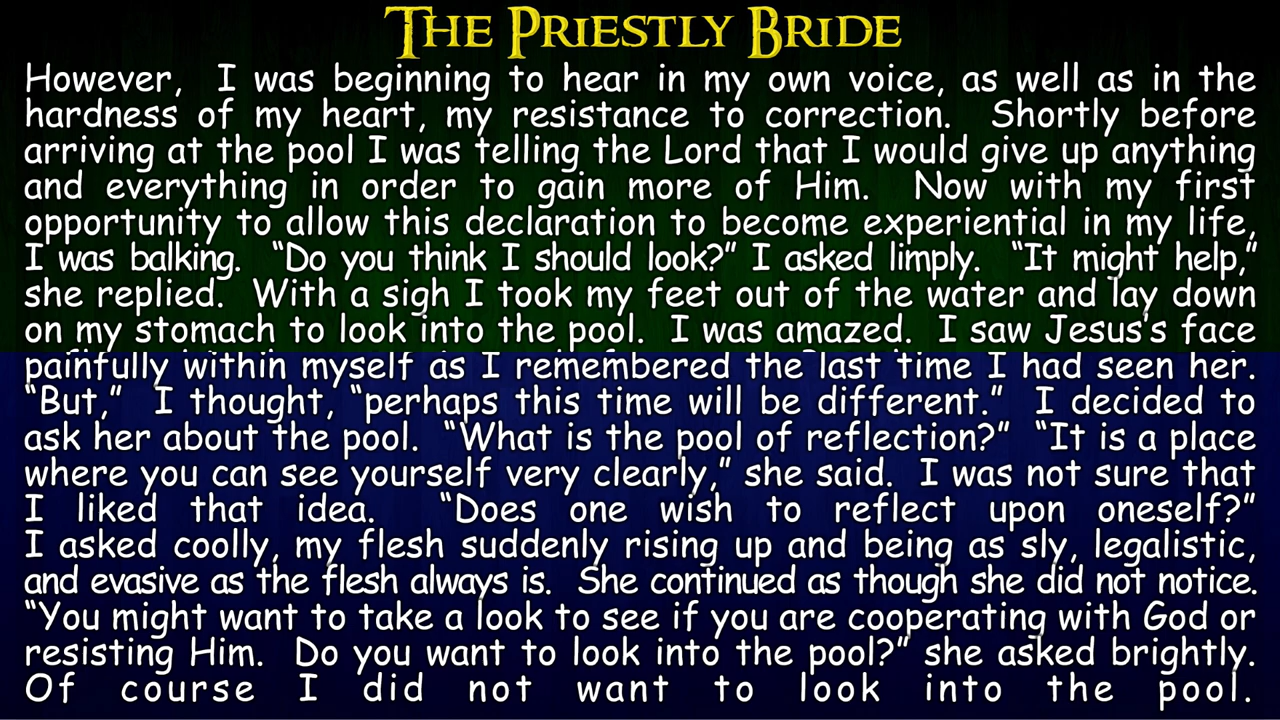 The Priestly Bride
However, I was beginning to hear in my own voice, as well as in the
hardness of my heart, my resistance to correction. Shortly before
arriving at the pool I was telling the Lord that I would give up anything
and everything in order to gain more of Him. Now with my first
opportunity to allow this declaration to become experiential in my life,
I was balking. “Do you think I should look?” I asked limply. “It might help,”
she replied. With a sigh I took my feet out of the water and lay down
on my stomach to look into the pool. I was amazed. I saw Jesus's face
painfully within myself as I remembered the last time I had seen her.
“But,” I thought, “perhaps this time will be different.” I decided to
ask her about the pool. “What is the pool of reflection?” “It is a place
where you can see yourself very clearly,” she said. I was not sure that
I liked that idea. “Does one wish to reflect upon oneself?”
I asked coolly, my flesh suddenly rising up and being as sly, legalistic,
and evasive as the flesh always is. She continued as though she did not notice.
“You might want to take a look to see if you are cooperating with God or
resisting Him. Do you want to look into the pool?” she asked brightly.
Of course I did not want to look into the pool.